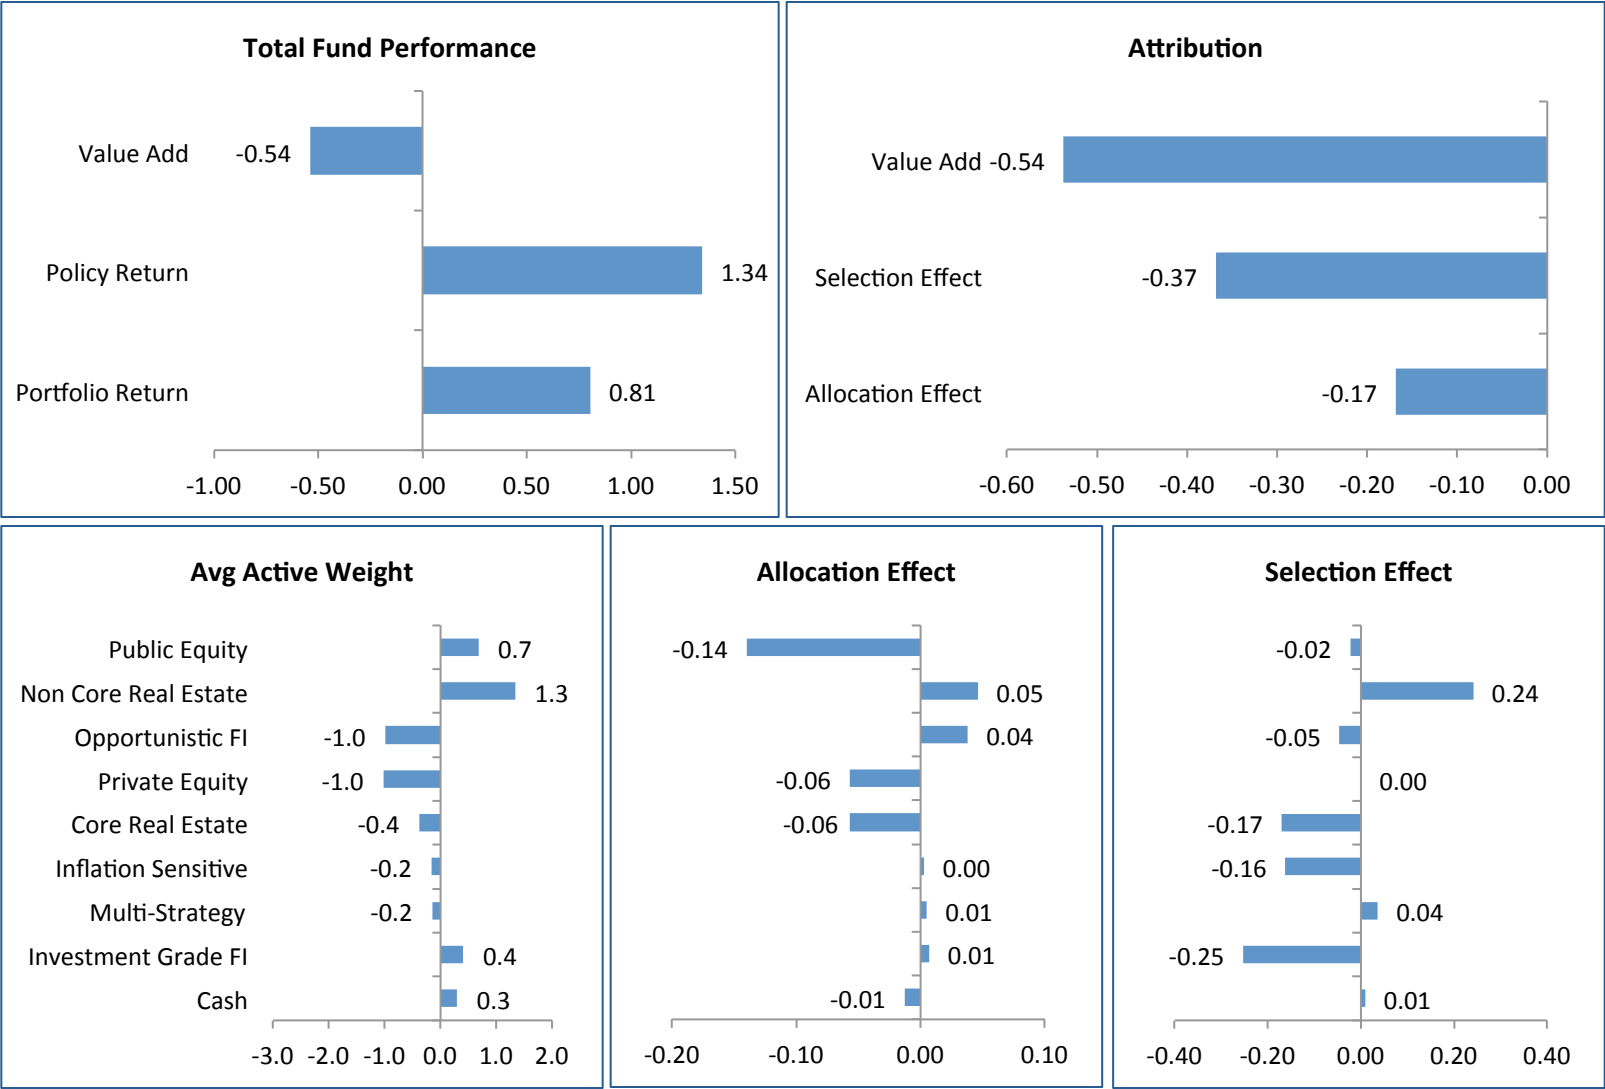 Total Fund Performance
Value Add -0.54
Policy Return 1.34
Portfolio Return 0.81
-1.00 -0.50 0.00 0.50 1.00 1.50
Attribution
Value Add -0.54
Selection Effect -0.37
Allocation Effect -0.17
-0.60 -0.50 -0.40 -0.30 -0.20 -0.10 0.00
Avg Active Weight
Public Equity 0.7
Non Core Real Estate 1.3
Opportunistic FI -1.0
Private Equity -1.0
Core Real Estate -0.4
Inflation Sensitive -0.2
Multi-Strategy -0.2
Investment Grade FI 0.4
Cash 0.3
-3.0 -2.0 -1.0 0.0 1.0 2.0
Allocation Effect
-0.14
0.05
0.04
-0.06
-0.06
0.00
0.01
0.01
-0.01
-0.20 -0.10 0.00 0.10
Selection Effect
-0.02
0.24
-0.05
0.00
-0.17
-0.16
0.04
-0.25
0.01
-0.40 -0.20 0.00 0.20 0.40